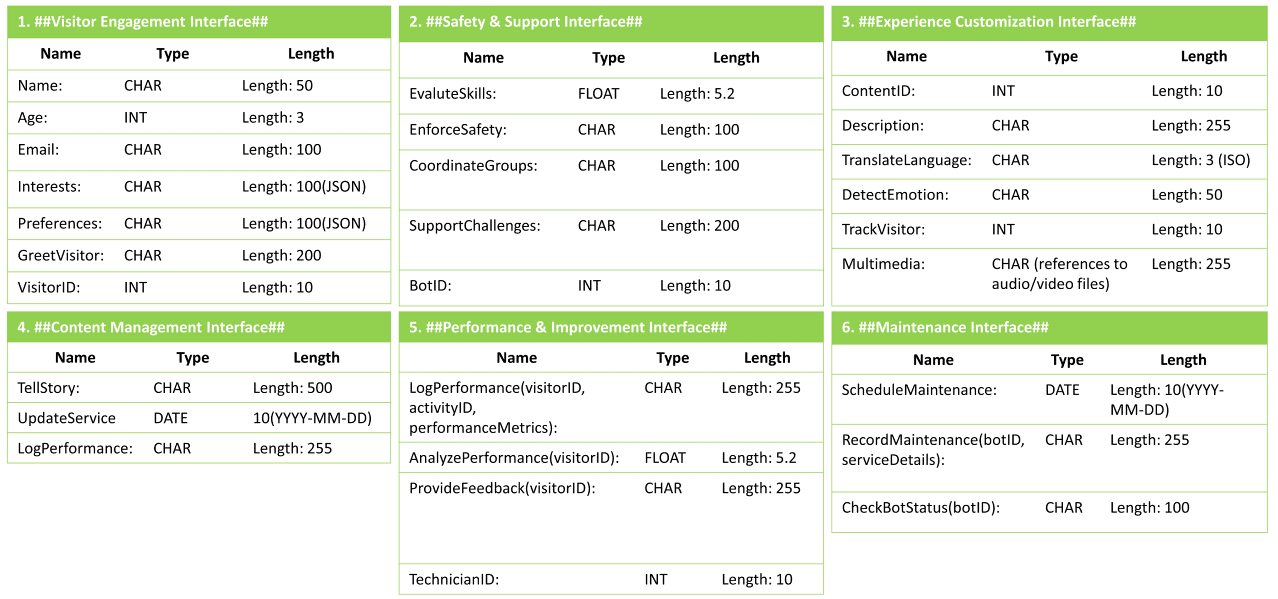 1. ##Visitor Engagement Interface##
Name Type Length
Name: CHAR Length: 50
Age: INT Length: 3
Email: CHAR Length: 100
Interests: CHAR Length: 100(JSON)
Preferences: CHAR Length: 100(JSON)
GreetVisitor: CHAR Length: 200
VisitorID: INT Length: 10
2. ##Safety & Support Interface##
Name Type Length
EvaluteSkills: FLOAT Length: 5.2
EnforceSafety: CHAR Length: 100
CoordinateGroups: CHAR Length: 100
SupportChallenges: CHAR Length: 200
BotID: INT Length: 10
3. ##Experience Customization Interface##
Name Type Length
ContentID: INT Length: 10
Description: CHAR Length: 255
TranslateLanguage: CHAR Length: 3 (ISO)
DetectEmotion: CHAR Length: 50
TrackVisitor: INT Length: 10
Multimedia: CHAR (references to Length: 255
audio/video files)
4. ##Content Management Interface##
Name Type Length
TellStory: CHAR Length: 500
UpdateService DATE 10(YYYY-MM-DD)
LogPerformance: CHAR Length: 255
5. ##Performance & Improvement Interface##
Name Type Length
LogPerformance(visitorID, CHAR Length: 255
activityID,
performanceMetrics):
AnalyzePerformance(visitorID): FLOAT Length: 5.2
ProvideFeedback(visitorID): CHAR Length: 255
TechnicianID: INT Length: 10
6. ##Maintenance Interface##
Name Type Length
ScheduleMaintenance: DATE Length: 10(YYYY-
MM-DD)
RecordMaintenance(botID, CHAR Length: 255
serviceDetails):
CheckBotStatus(botID): CHAR Length: 100